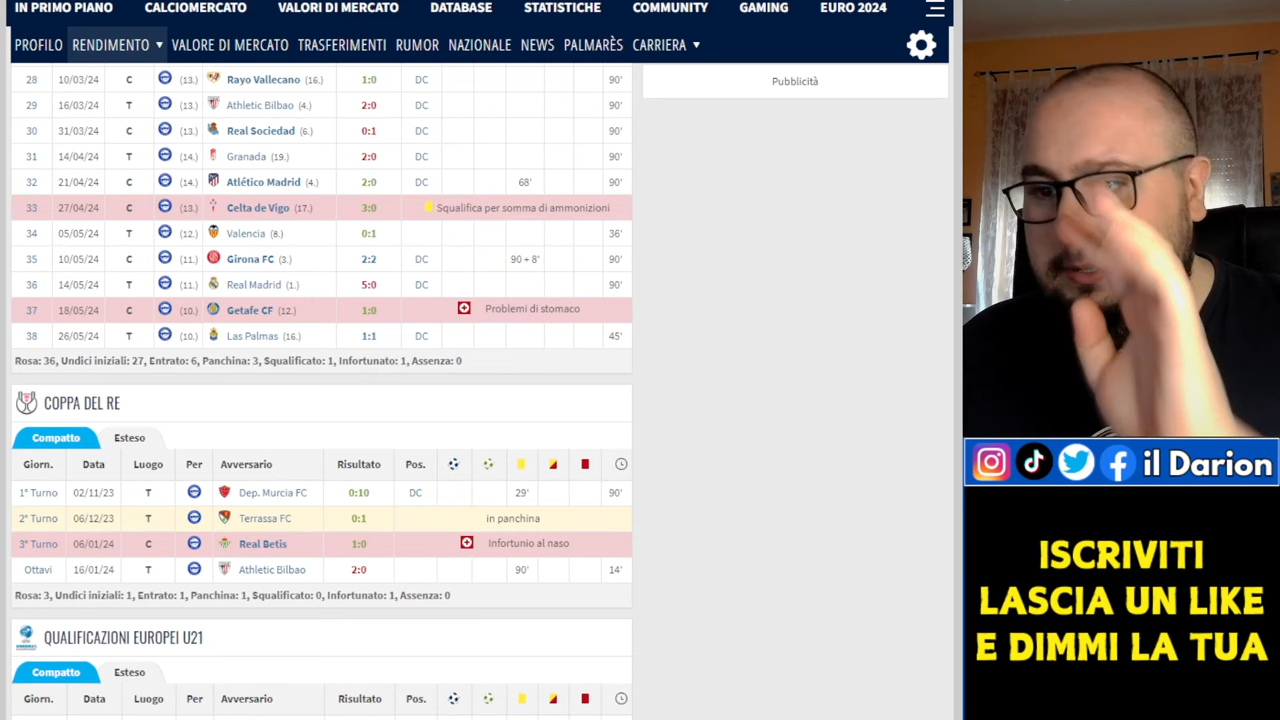 IN PRIMO PIANO CALCIOMERCATO VALORI DI MERCATO DATABASE STATISTICHE COMMUNITY GAMING EURO 2024
PROFILO RENDIMENTO ▼ VALORE DI MERCATO TRASFERIMENTI RUMOR NAZIONALE NEWS PALMARÈS CARRIERA ▼
28 10/03/24 C (13.) Rayo Vallecano (16.) 1:0 DC 90'
29 16/03/24 T (13.) Athletic Bilbao (4.) 2:0 DC 90'
30 31/03/24 C (13.) Real Sociedad (6.) 0:1 DC 90'
31 14/04/24 T (14.) Granada (19.) 2:0 DC 90'
32 21/04/24 C (14.) Atlético Madrid (4.) 2:0 DC 68' 90'
33 27/04/24 C (13.) Celta de Vigo (17.) 3:0 Squalifica per somma di ammonizioni
34 05/05/24 T (12.) Valencia (8.) 0:1 36'
35 10/05/24 C (11.) Girona FC (3.) 2:2 DC 90 + 8' 90'
36 14/05/24 T (11.) Real Madrid (1.) 5:0 DC 90'
37 18/05/24 C (10.) Getafe CF (12.) 1:0 Problemi di stomaco
38 26/05/24 T (10.) Las Palmas (16.) 1:1 DC 45'
Rosa: 36, Undici iniziali: 27, Entrato: 6, Panchina: 3, Squalificato: 1, Infortunato: 1, Assenza: 0
COPPA DEL RE
Compatto Esteso
Giorn. Data Luogo Per Avversario Risultato Pos.
1° Turno 02/11/23 T Dep. Murcia FC 0:10 DC 29' 90'
2° Turno 06/12/23 T Terrassa FC 0:1 in panchina
3° Turno 06/01/24 C Real Betis 1:0 Infortunio al naso
Ottavi 16/01/24 T Athletic Bilbao 2:0 90' 14'
Rosa: 3, Undici iniziali: 1, Entrato: 1, Panchina: 1, Squalificato: 0, Infortunato: 1, Assenza: 0
QUALIFICAZIONI EUROPEI U21
Compatto Esteso
Giorn. Data Luogo Per Avversario Risultato Pos.
Pubblicità
il Darion
ISCRIVITI
LASCIA UN LIKE
E DIMMI LA TUA